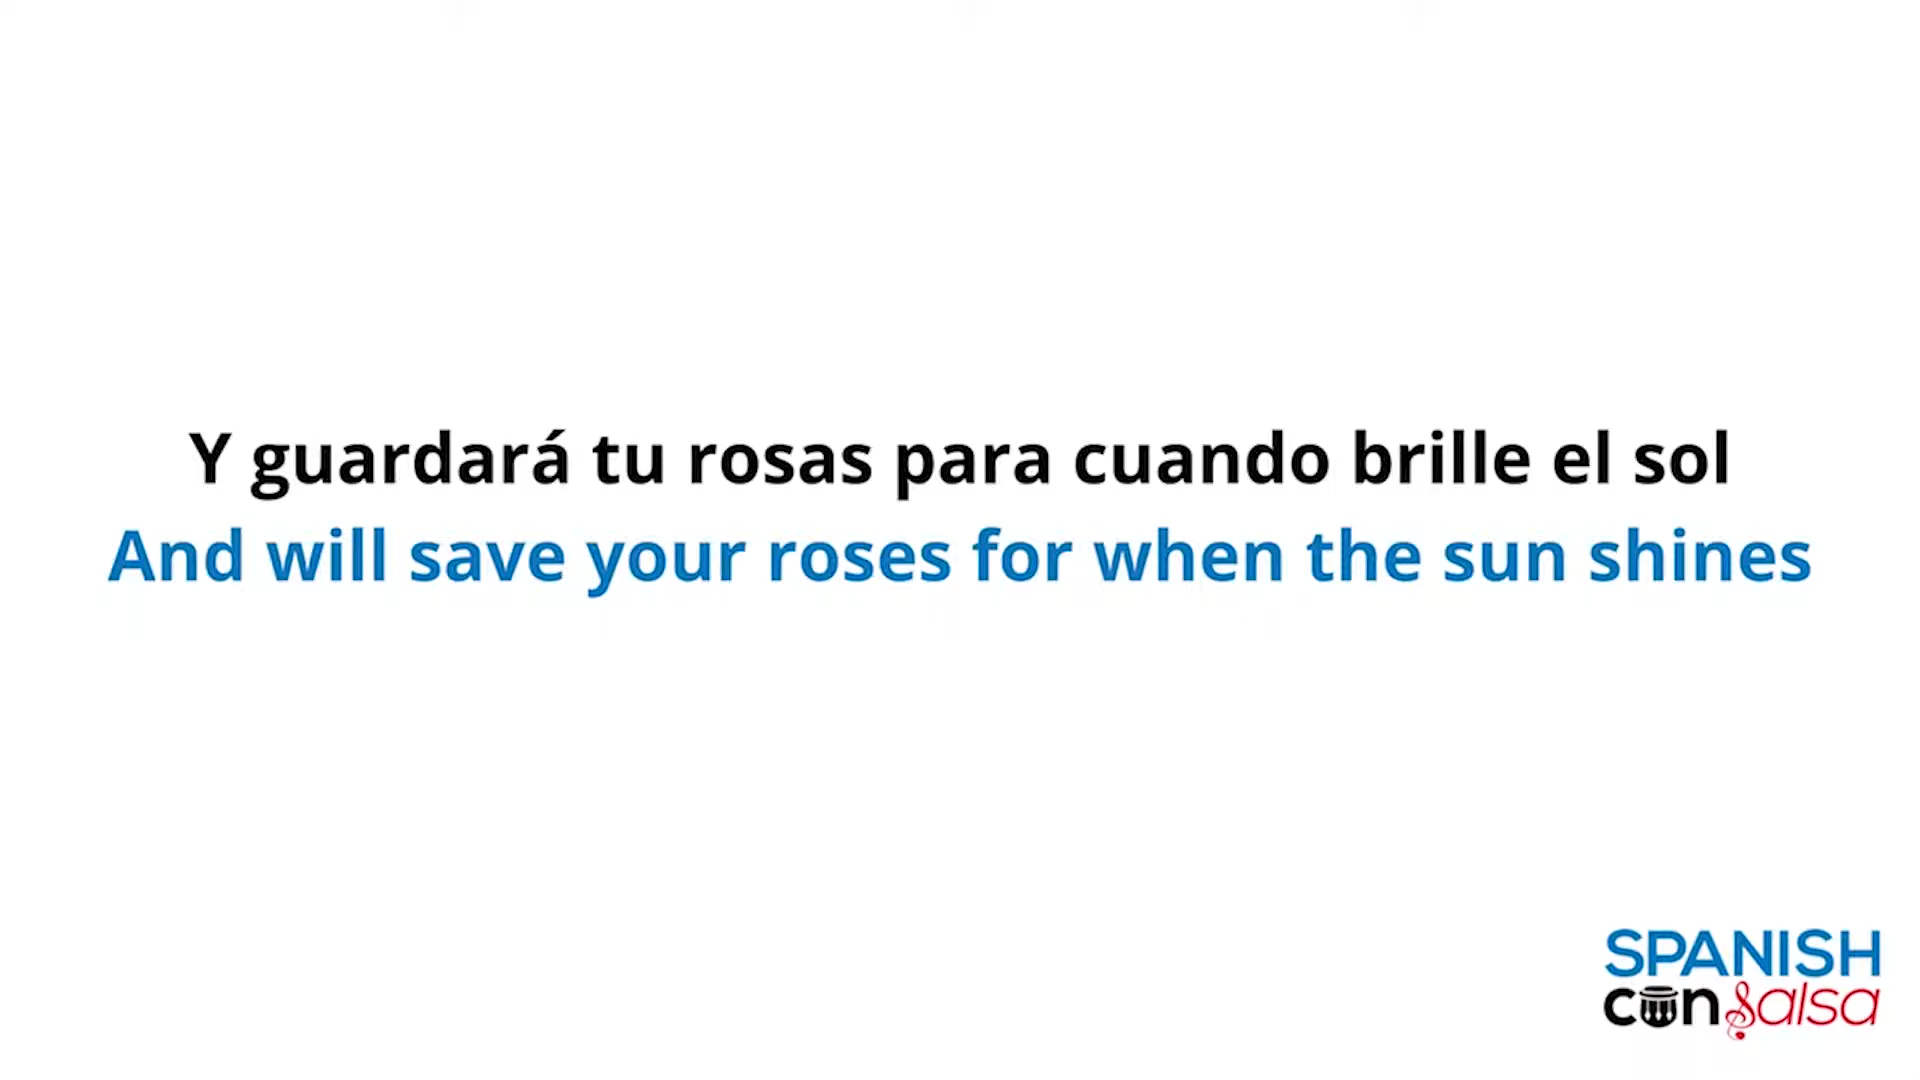 Y guardará tu rosas para cuando brille el sol
And will save your roses for when the sun shines
SPANISH
con Salsa